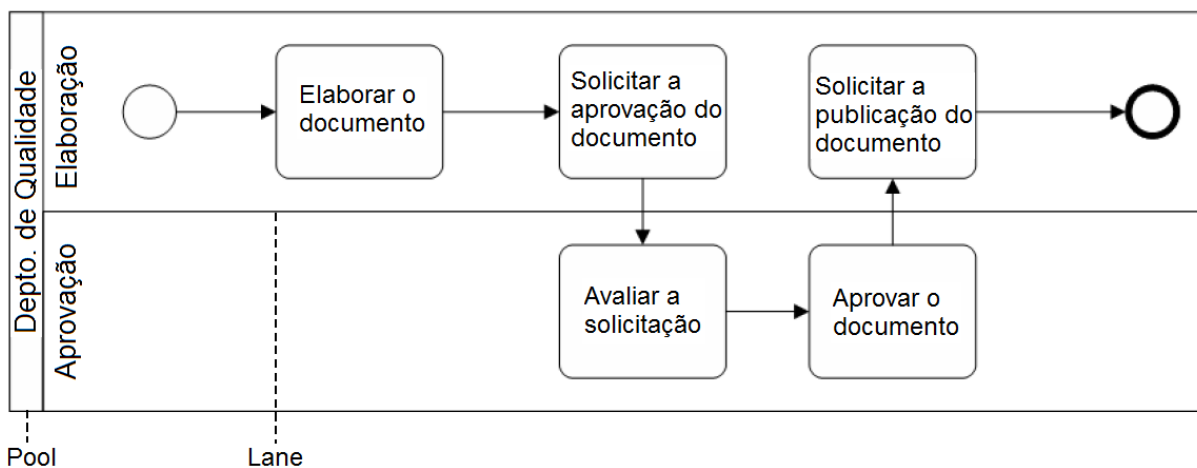 Depto. de Qualidade
Elaboração
Elaborar o
documento
Solicitar a
aprovação do
documento
Solicitar a
publicação do
documento
Aprovação
Avaliar a
solicitação
Aprovar o
documento
Pool
Lane